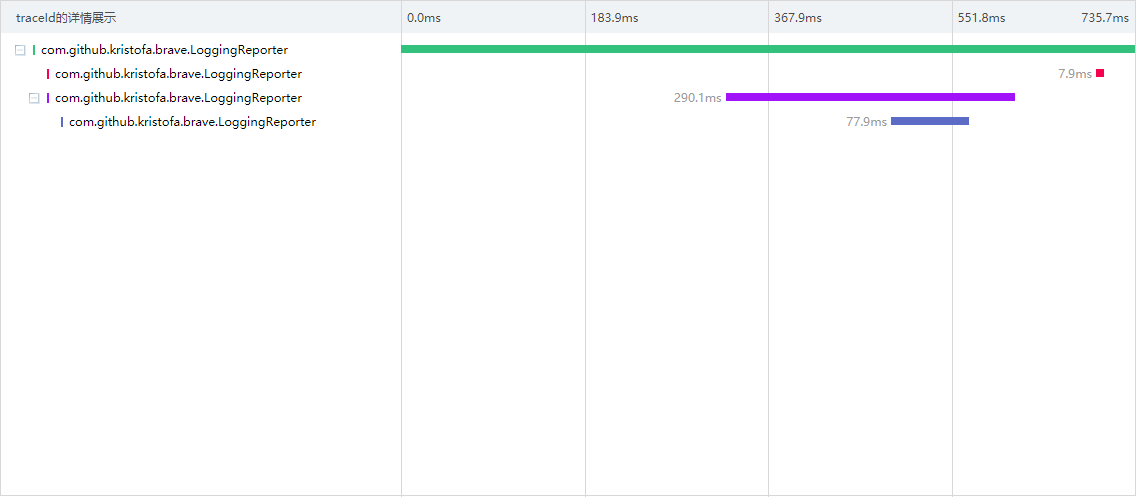 traceId的详情展示 0.0ms 183.9ms 367.9ms 551.8ms 735.7ms
com.github.kristofa.brave.LoggingReporter
com.github.kristofa.brave.LoggingReporter 7.9ms
com.github.kristofa.brave.LoggingReporter 290.1ms
com.github.kristofa.brave.LoggingReporter 77.9ms